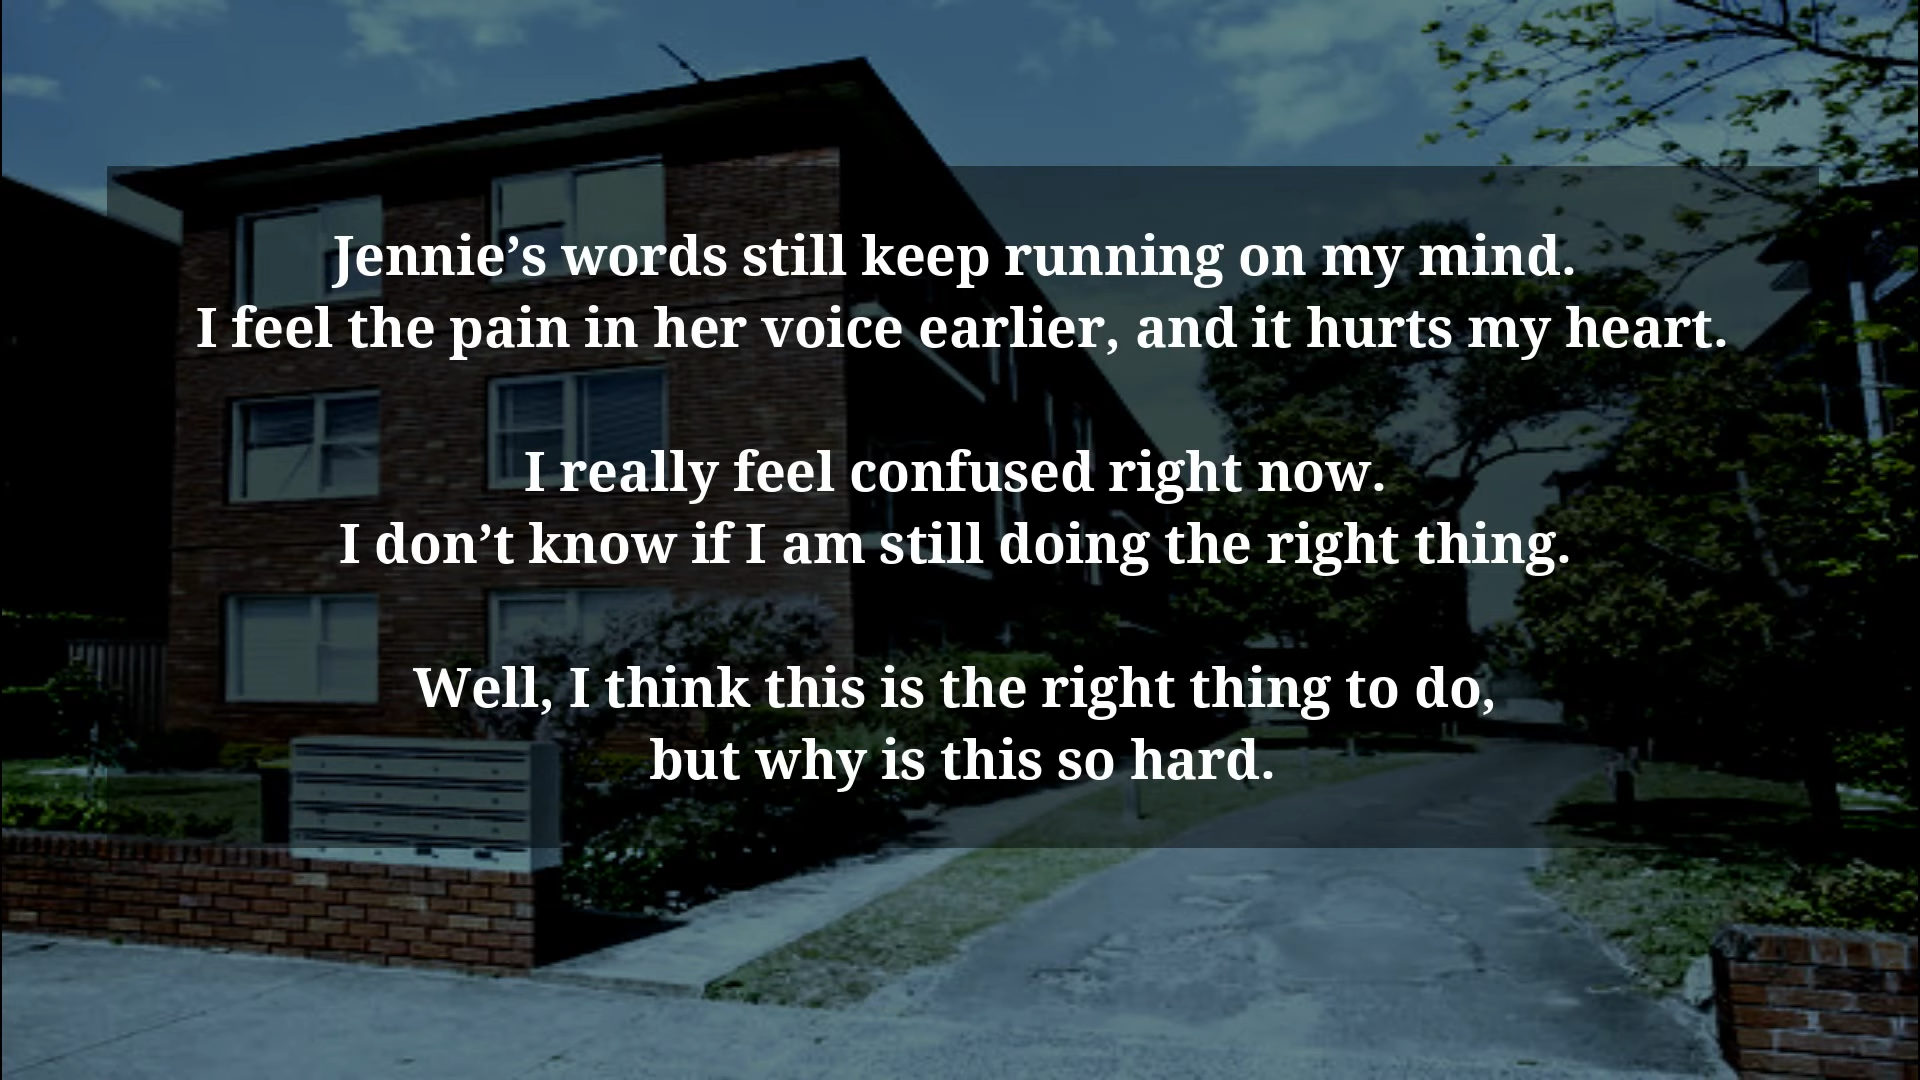 Jennie’s words still keep running on my mind.
I feel the pain in her voice earlier, and it hurts my heart.
I really feel confused right now.
I don’t know if I am still doing the right thing.
Well, I think this is the right thing to do,
but why is this so hard.